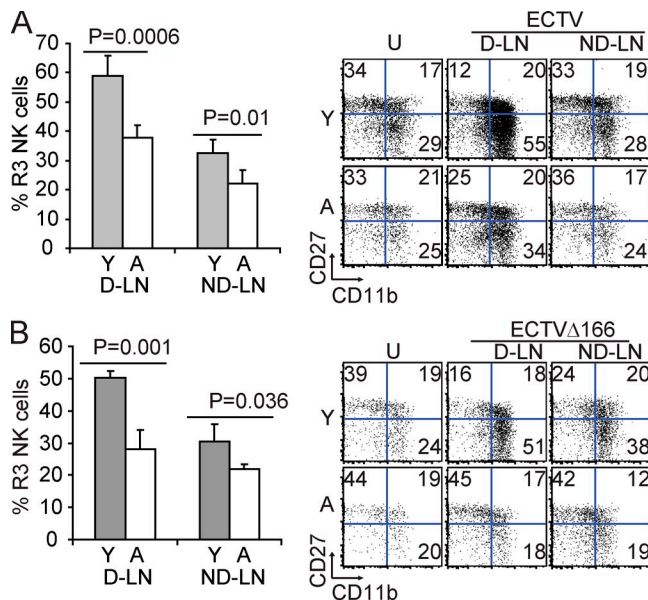 A
P=0.0006
P=0.01
% R3 NK cells
70
60
50
40
30
20
10
0
Y A Y A
D-LN ND-LN
ECTV
U D-LN ND-LN
Y
34 17 12 20 33 19
29 55 28
A
33 21 25 20 36 17
25 34 24
CD27
CD11b
B
P=0.001
P=0.036
% R3 NK cells
60
50
40
30
20
10
0
Y A Y A
D-LN ND-LN
ECTVΔ166
U D-LN ND-LN
Y
39 19 16 18 24 20
24 51 38
A
44 19 45 17 42 12
20 18 19
CD27
CD11b